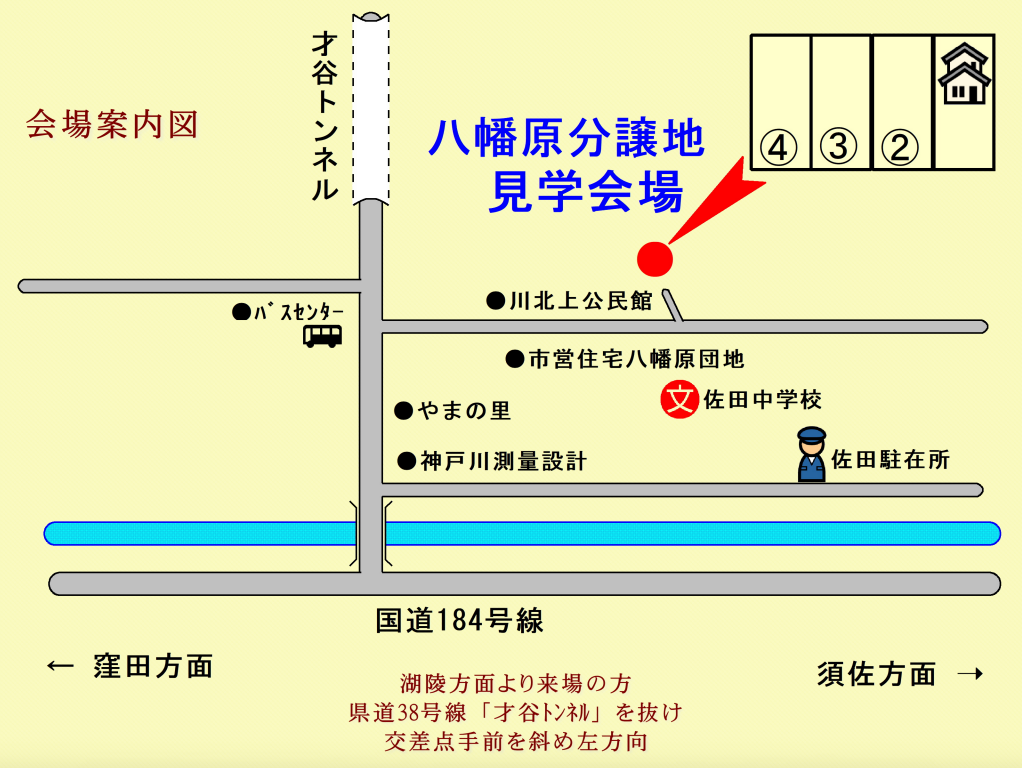 会場案内図
才谷トンネル
八幡原分譲地
見学会場
④
③
②
●バスセンター
●川北上公民館
●市営住宅八幡原団地
文 佐田中学校
●やまの里
●神戸川測量設計
佐田駐在所
国道184号線
← 窪田方面
須佐方面 →
湖陵方面より来場の方
県道38号線「才谷トンネル」を抜け
交差点手前を斜め左方向